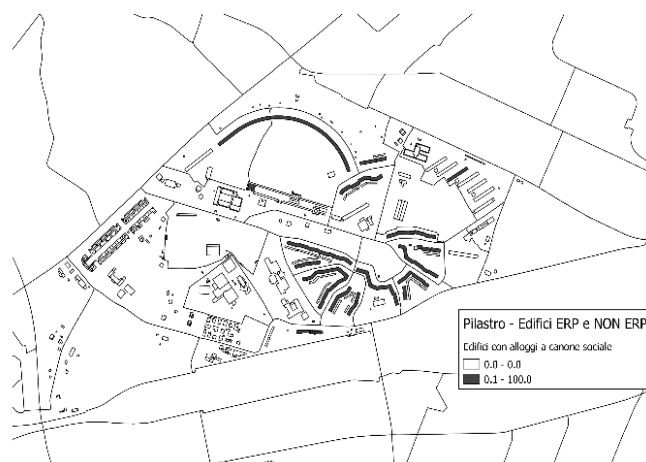 Pilastro - Edifici ERP e NON ERP
Edifici con alloggi a canone sociale
0.0 - 0.0
0.1 - 100.0